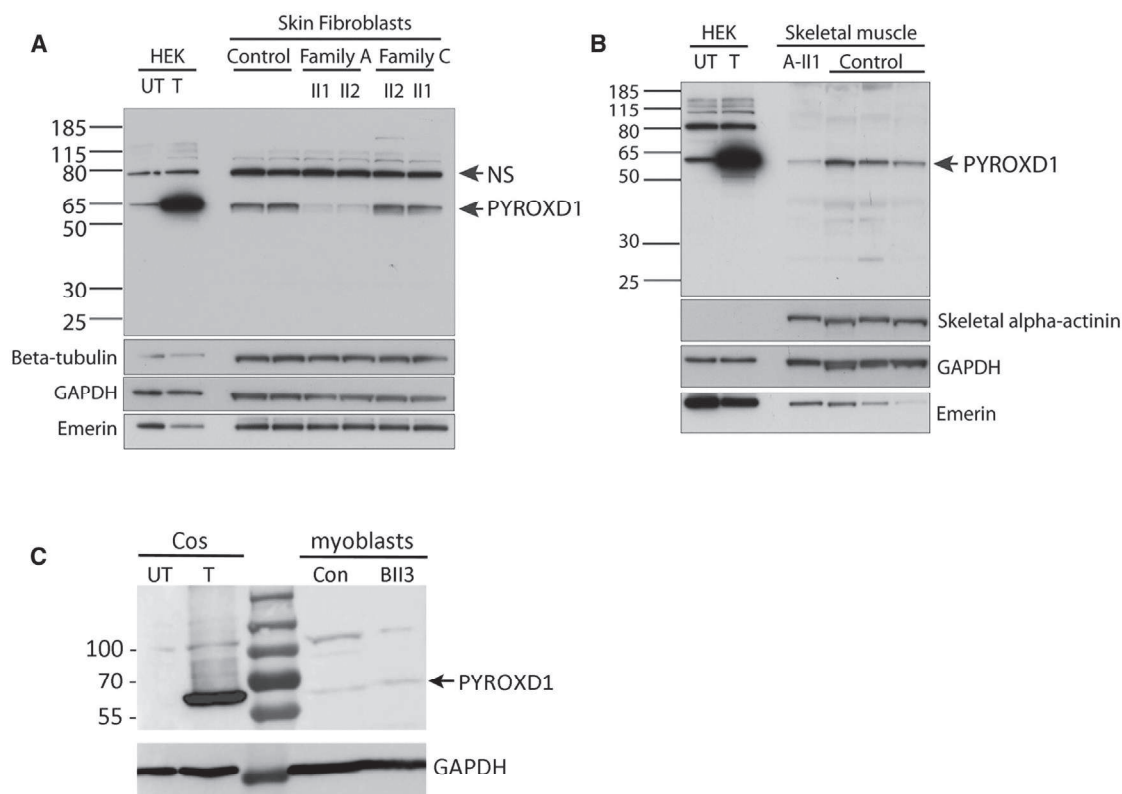 A
Skin Fibroblasts
HEK
Control Family A Family C
UT T II1 II2 II2 II1
185
115
80
65
50
30
25
NS
PYROXD1
Beta-tubulin
GAPDH
Emerin
B
HEK Skeletal muscle
UT T A-II1 Control
185
115
80
65
50
30
25
PYROXD1
Skeletal alpha-actinin
GAPDH
Emerin
C
Cos myoblasts
UT T Con BII3
100 -
70 -
55 -
PYROXD1
GAPDH